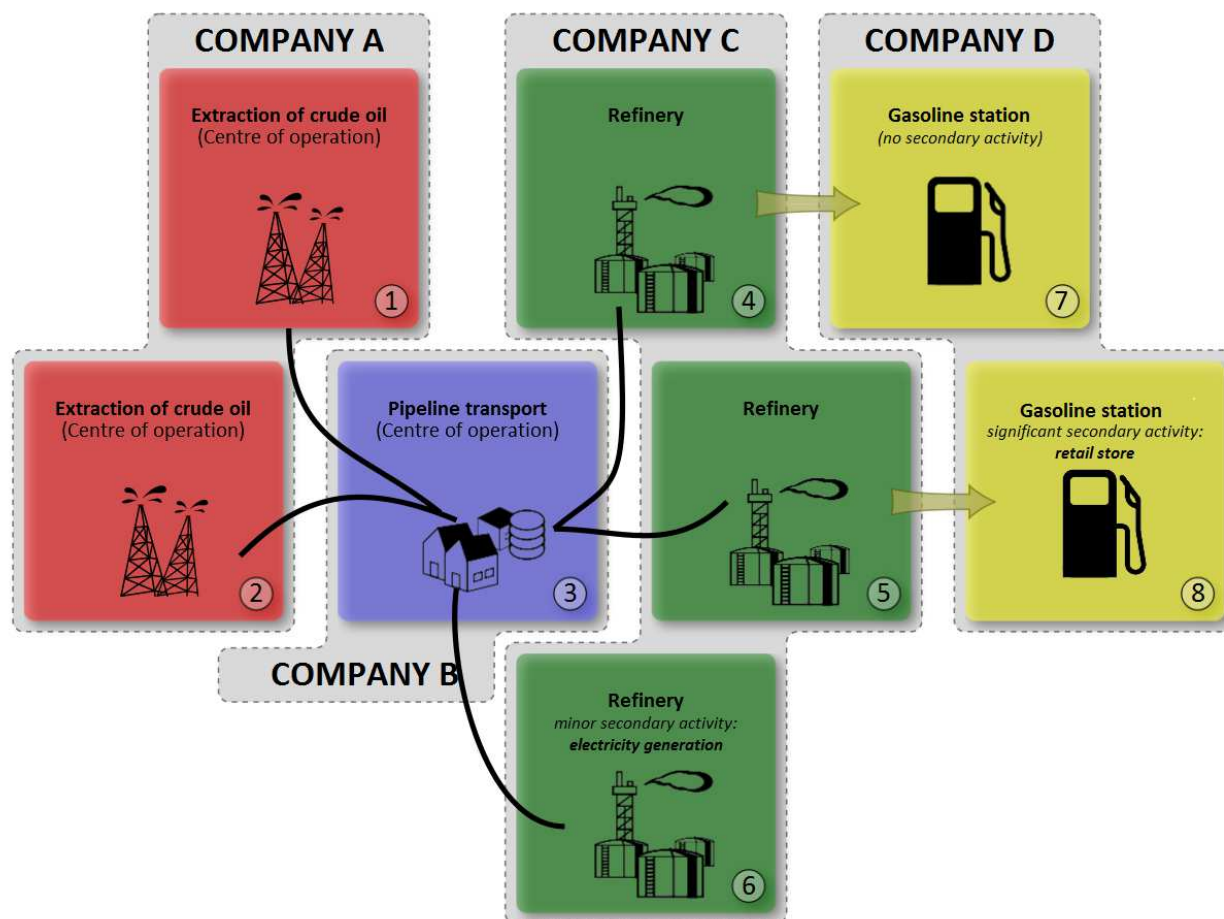 COMPANY A
COMPANY C
COMPANY D
Extraction of crude oil
(Centre of operation)
1
Refinery
4
Gasoline station
(no secondary activity)
7
Extraction of crude oil
(Centre of operation)
2
Pipeline transport
(Centre of operation)
3
Refinery
5
Gasoline station
significant secondary activity:
retail store
8
COMPANY B
Refinery
minor secondary activity:
electricity generation
6